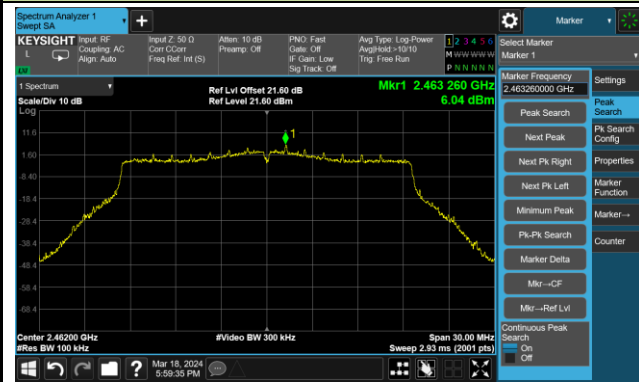 Spectrum Analyzer 1
Swept SA
Marker
KEYSIGHT
L
Input: RF
Coupling: AC
Align: Auto
Input Z: 50 Ω
Corr CCorr
Freq Ref: Int (S)
Atten: 10 dB
Preamp: Off
PNO: Fast
Gate: Off
IF Gain: Low
Sig Track: Off
Avg Type: Log-Power
Avg|Hold:>10/10
Trig: Free Run
1 2 3 4 5 6
M W W W W W
P N N N N N
Select Marker
Marker 1
1 Spectrum
Scale/Div 10 dB
Log
Ref Lvl Offset 21.60 dB
Ref Level 21.60 dBm
Mkr1 2.463 260 GHz
6.04 dBm
1
11.6
1.60
-8.40
-18.4
-28.4
-38.4
-48.4
-58.4
-68.4
Center 2.46200 GHz
#Res BW 100 kHz
#Video BW 300 kHz
Span 30.00 MHz
Sweep 2.93 ms (2001 pts)
Marker Frequency
2.463260000 GHz
Peak Search
Next Peak
Next Pk Right
Next Pk Left
Minimum Peak
Pk-Pk Search
Marker Delta
Mkr→CF
Mkr→Ref Lvl
Continuous Peak
Search
On
Off
Settings
Peak
Search
Pk Search
Config
Properties
Marker
Function
Marker→
Counter
Mar 18, 2024
5:59:35 PM